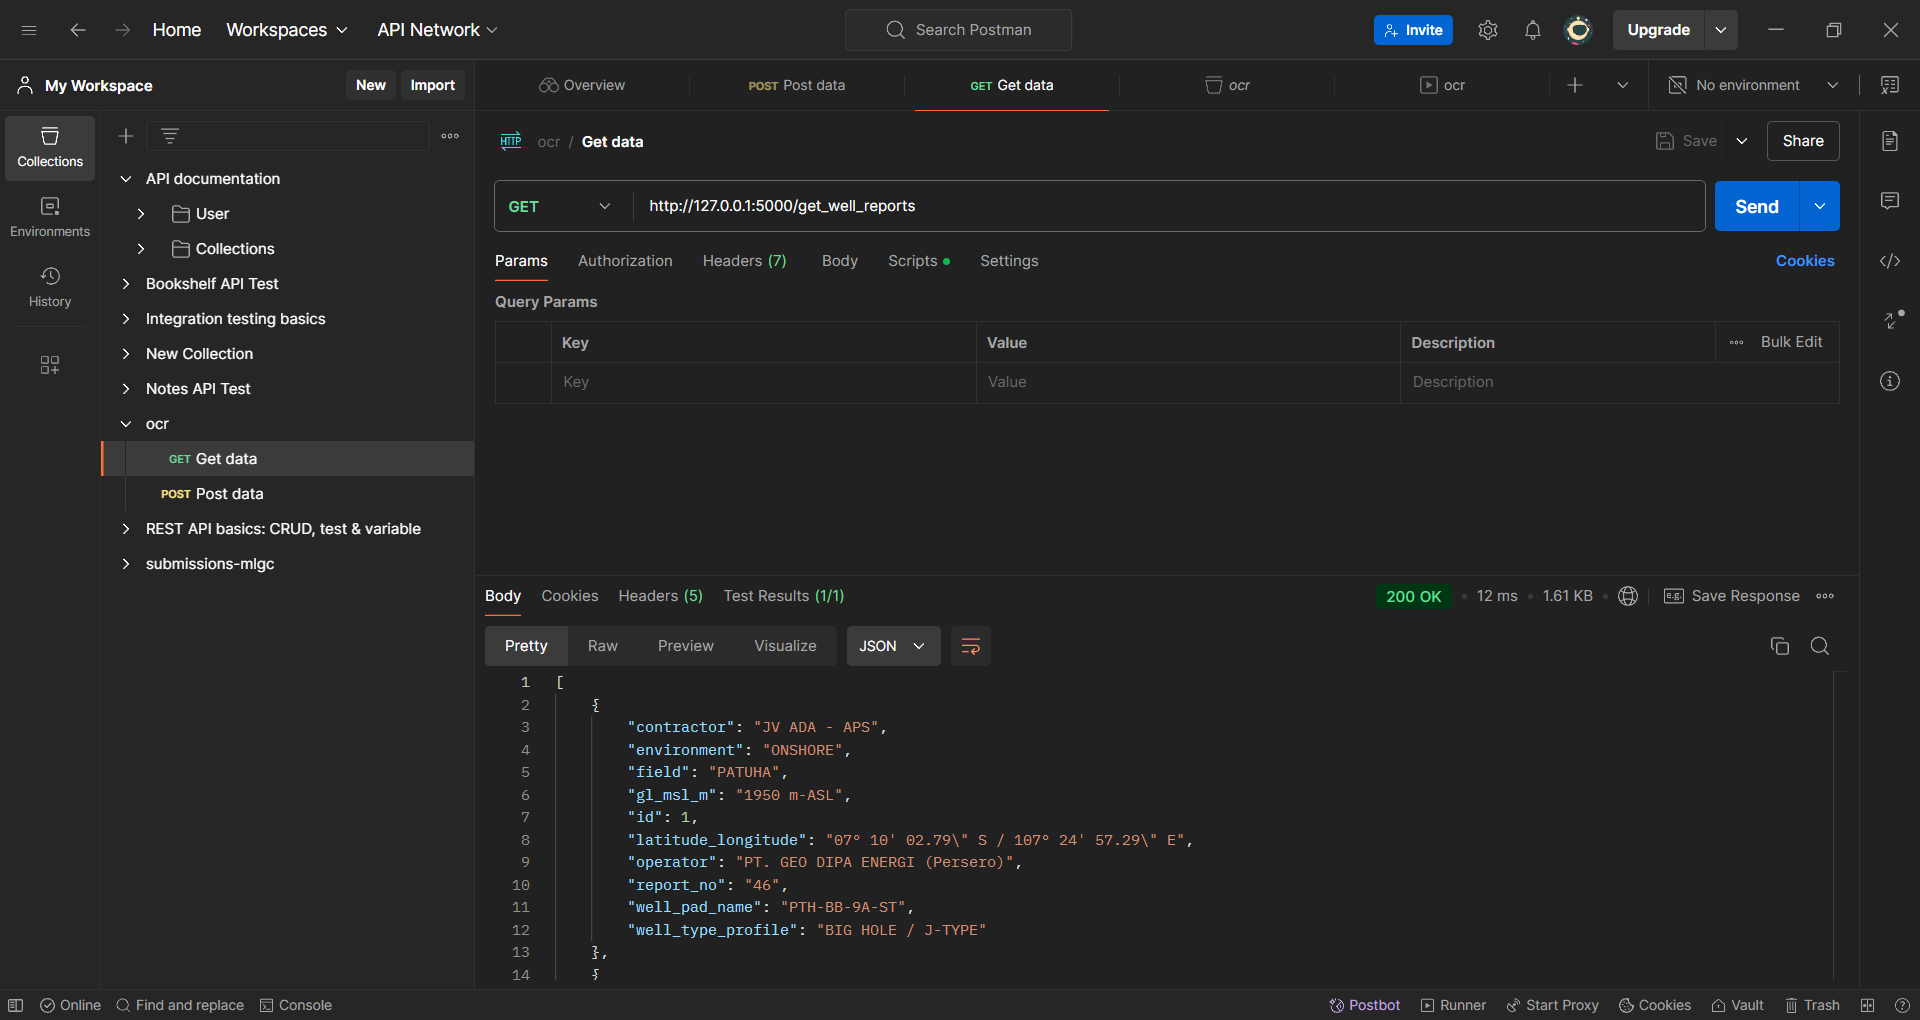 Home
Workspaces
API Network
Search Postman
Invite
Upgrade
My Workspace
New
Import
Overview
POST Post data
GET Get data
ocr
ocr
No environment
Collections
Environments
History
API documentation
User
Collections
Bookshelf API Test
Integration testing basics
New Collection
Notes API Test
ocr
GET Get data
POST Post data
REST API basics: CRUD, test & variable
submissions-mlgc
HTTP ocr / Get data
Save
Share
GET
http://127.0.0.1:5000/get_well_reports
Send
Params
Authorization
Headers (7)
Body
Scripts
Settings
Cookies
Query Params
Key
Value
Description
Bulk Edit
Key
Value
Description
Body
Cookies
Headers (5)
Test Results (1/1)
200 OK
12 ms
1.61 KB
e.g. Save Response
Pretty
Raw
Preview
Visualize
JSON
1 [
2 {
3 "contractor": "JV ADA - APS",
4 "environment": "ONSHORE",
5 "field": "PATUHA",
6 "gl_msl_m": "1950 m-ASL",
7 "id": 1,
8 "latitude_longitude": "07° 10' 02.79\" S / 107° 24' 57.29\" E",
9 "operator": "PT. GEO DIPA ENERGI (Persero)",
10 "report_no": "46",
11 "well_pad_name": "PTH-BB-9A-ST",
12 "well_type_profile": "BIG HOLE / J-TYPE"
13 },
14 {
Online
Find and replace
Console
Postbot
Runner
Start Proxy
Cookies
Vault
Trash